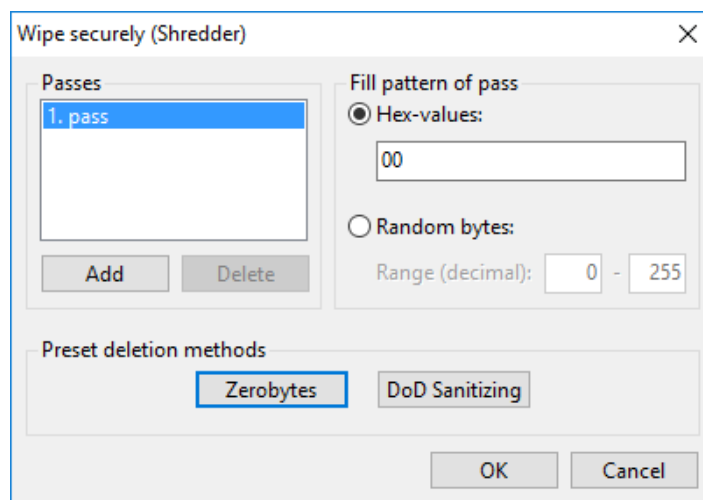 Wipe securely (Shredder)
Passes
1. pass
Add Delete
Fill pattern of pass
Hex-values:
00
Random bytes:
Range (decimal): 0 - 255
Preset deletion methods
Zerobytes DoD Sanitizing
OK Cancel